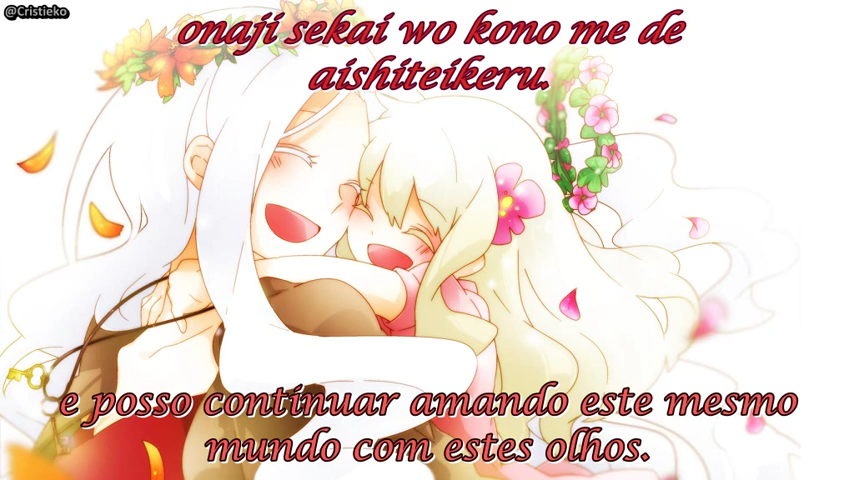 @Cristieko
onaji sekai wo kono me de
aishiteikeru.
e posso continuar amando este mesmo
mundo com estes olhos.